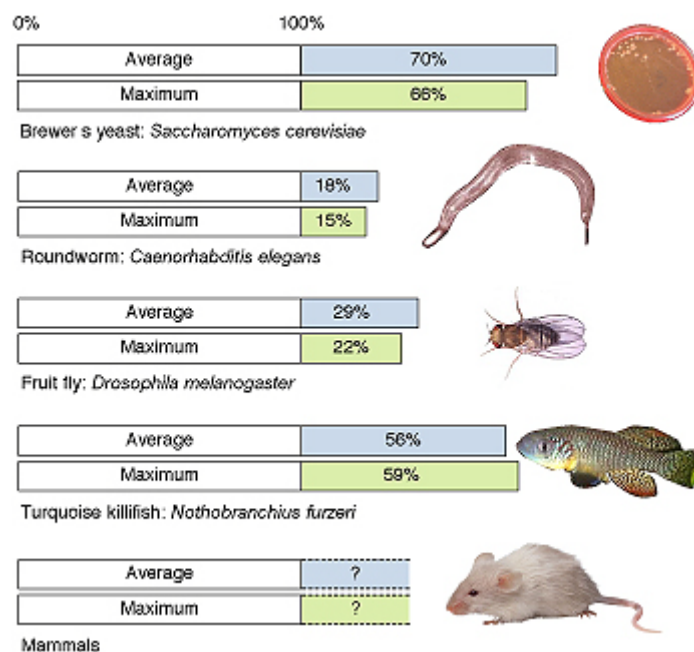 0% 100%
Average 70%
Maximum 66%
Brewer s yeast: Saccharomyces cerevisiae
Average 18%
Maximum 15%
Roundworm: Caenorhabditis elegans
Average 29%
Maximum 22%
Fruit fly: Drosophila melanogaster
Average 56%
Maximum 59%
Turquoise killifish: Nothobranchius furzeri
Average ?
Maximum ?
Mammals